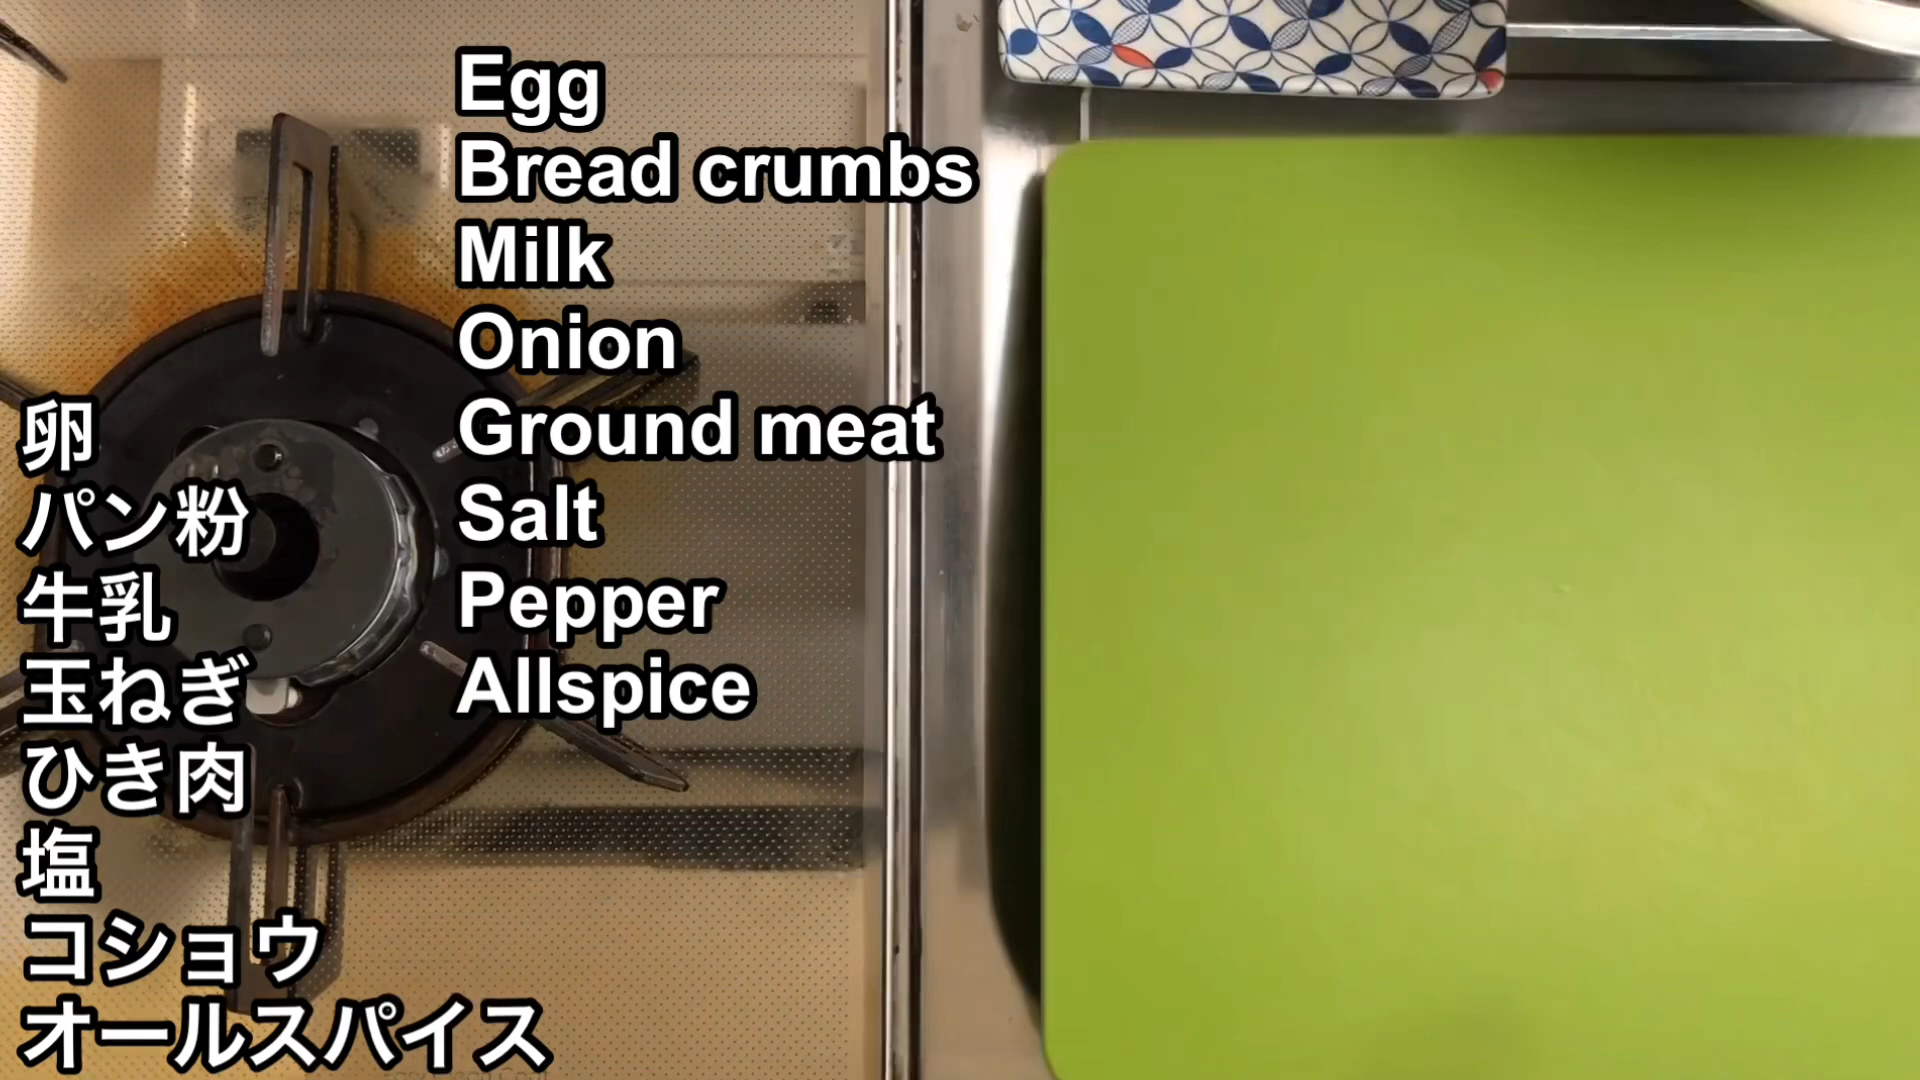 Egg
Bread crumbs
Milk
Onion
Ground meat
Salt
Pepper
Allspice
卵
パン粉
牛乳
玉ねぎ
ひき肉
塩
コショウ
オールスパイス